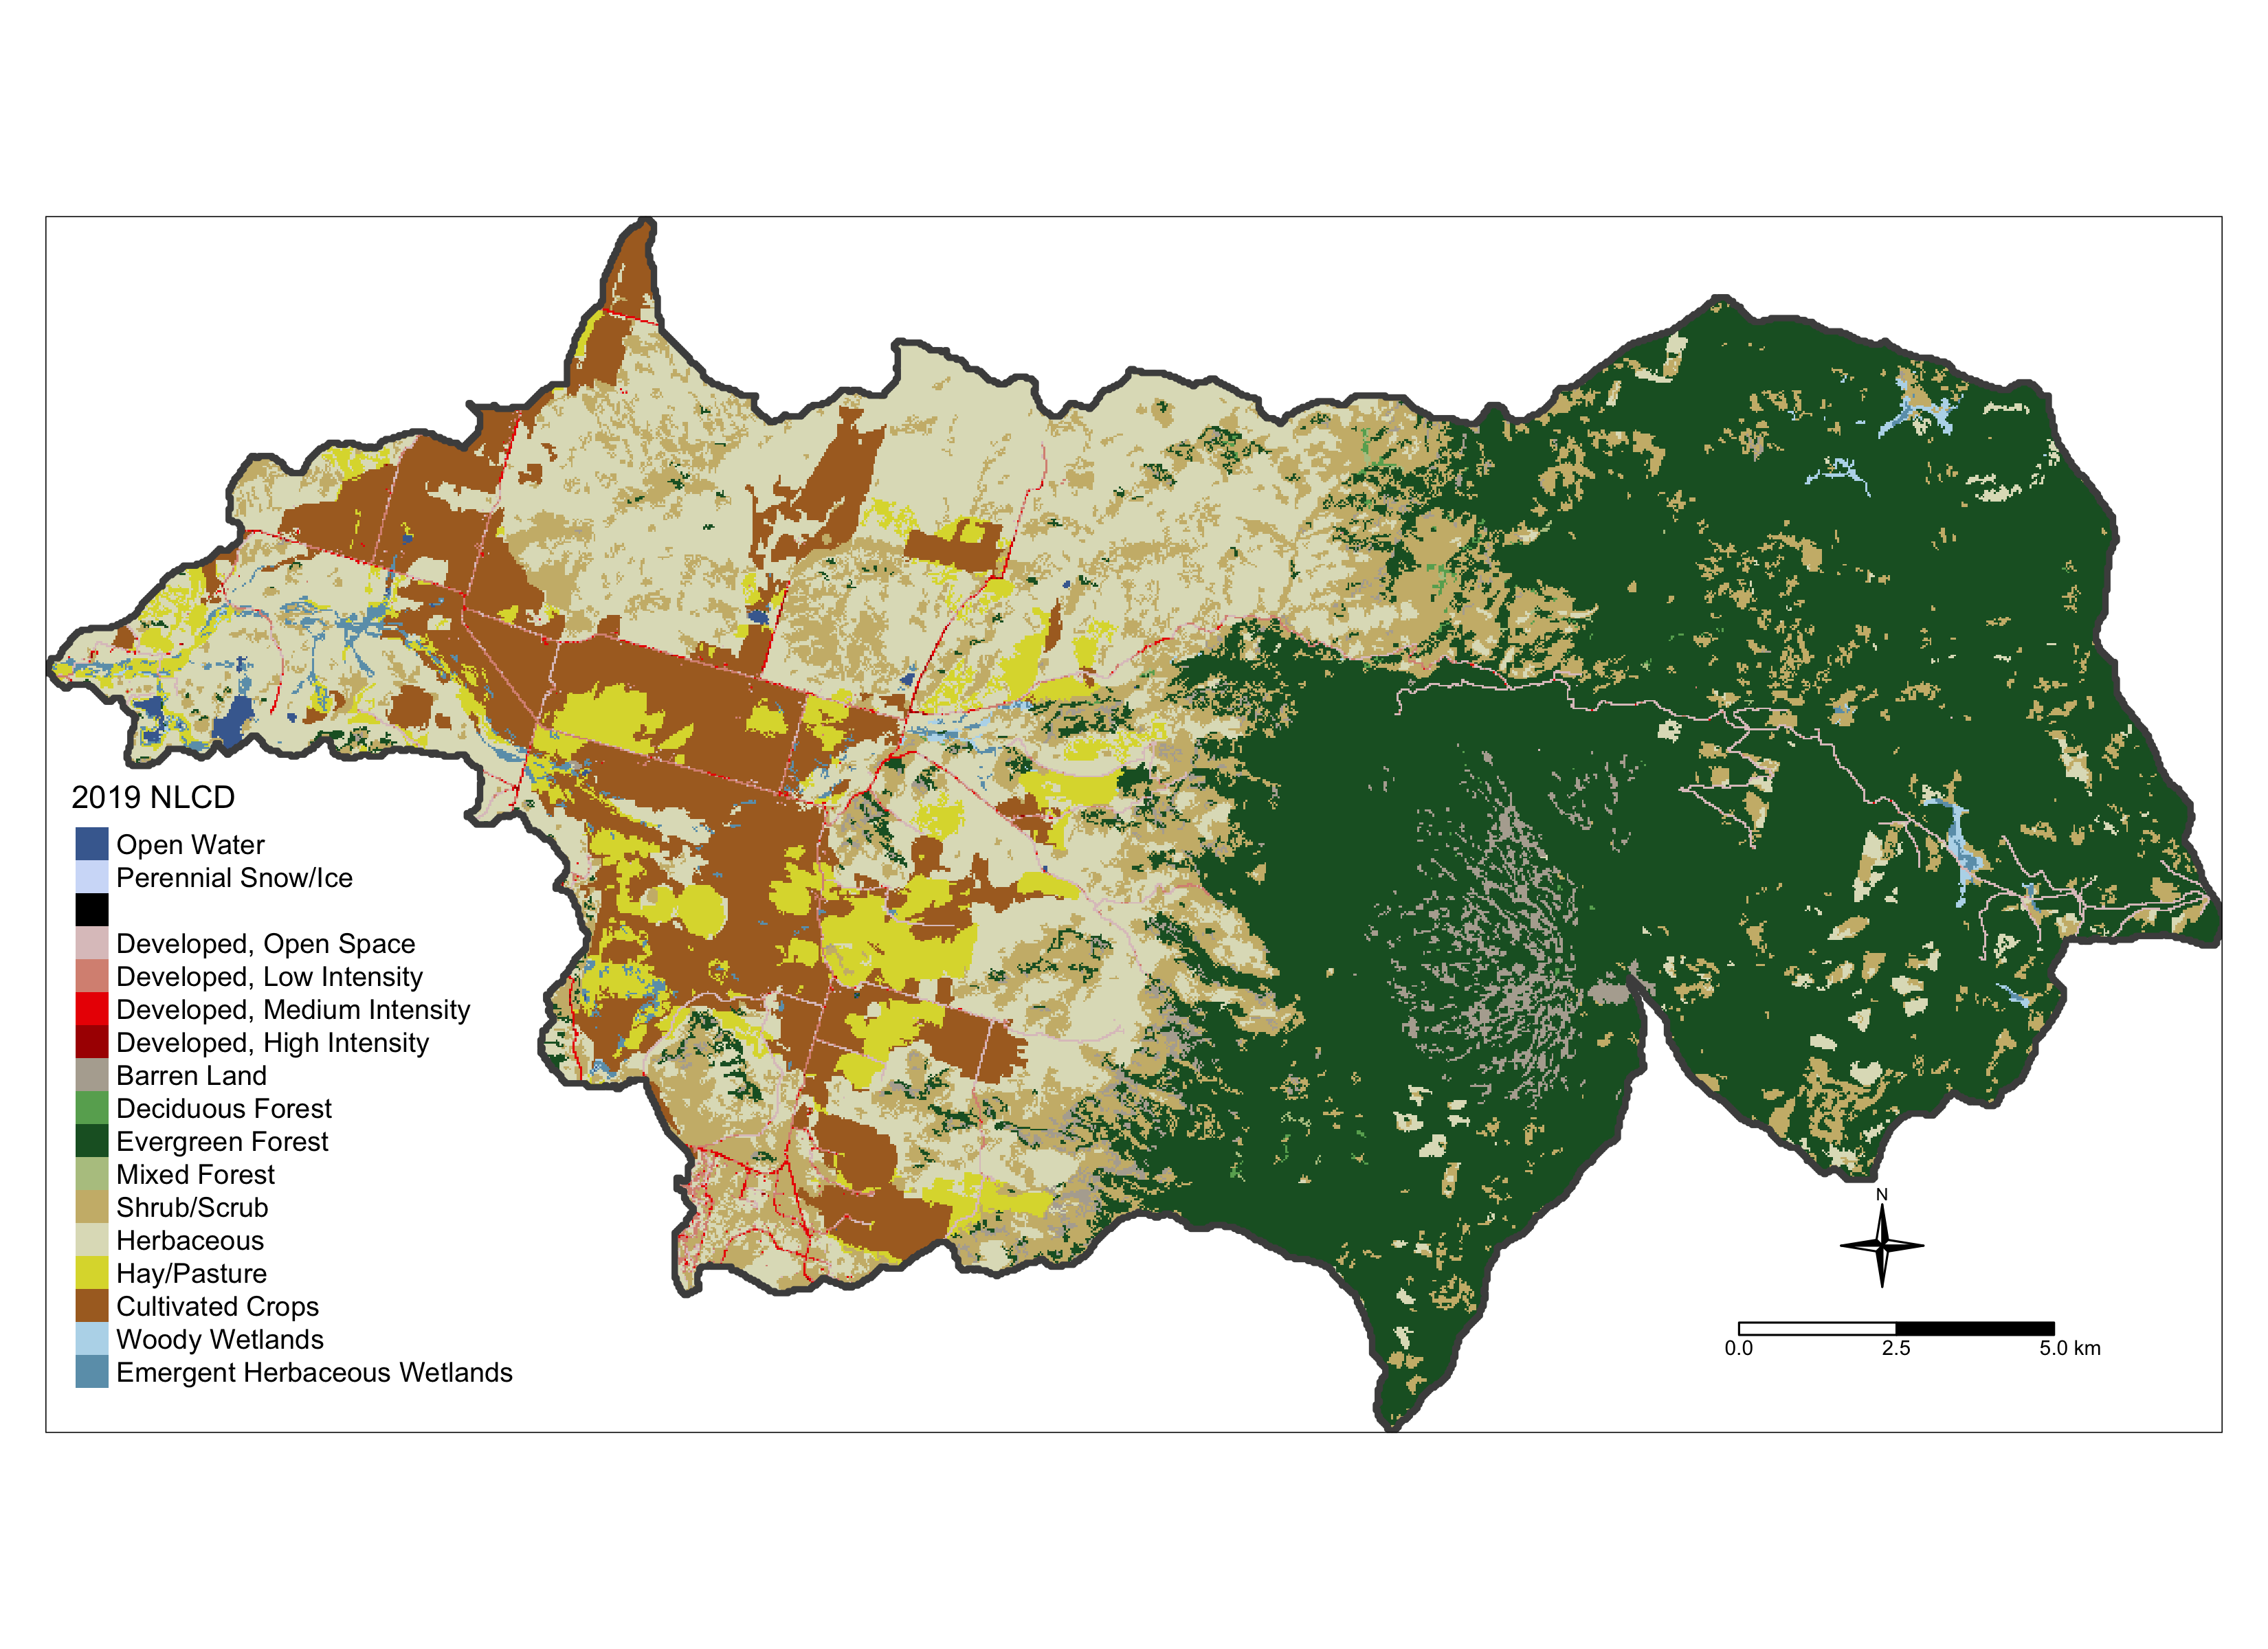 2019 NLCD
Open Water
Perennial Snow/Ice
Developed, Open Space
Developed, Low Intensity
Developed, Medium Intensity
Developed, High Intensity
Barren Land
Deciduous Forest
Evergreen Forest
Mixed Forest
Shrub/Scrub
Herbaceous
Hay/Pasture
Cultivated Crops
Woody Wetlands
Emergent Herbaceous Wetlands
N
0.0 2.5 5.0 km